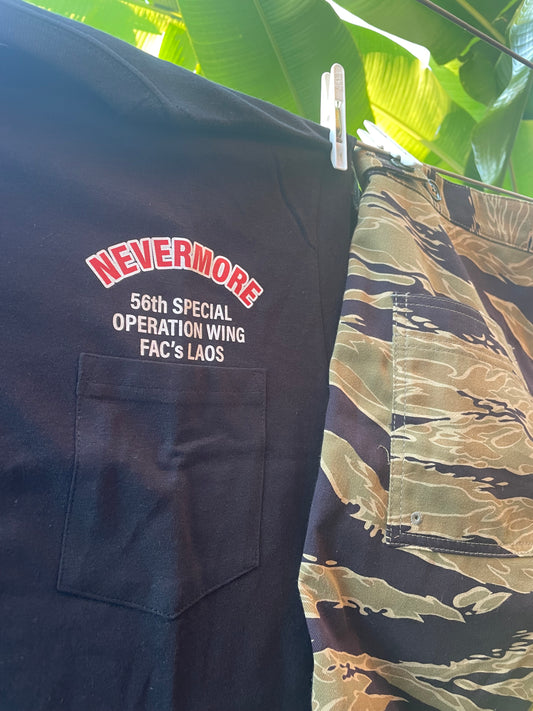 NEVERMORE
56th SPECIAL
OPERATION WING
FAC's LAOS